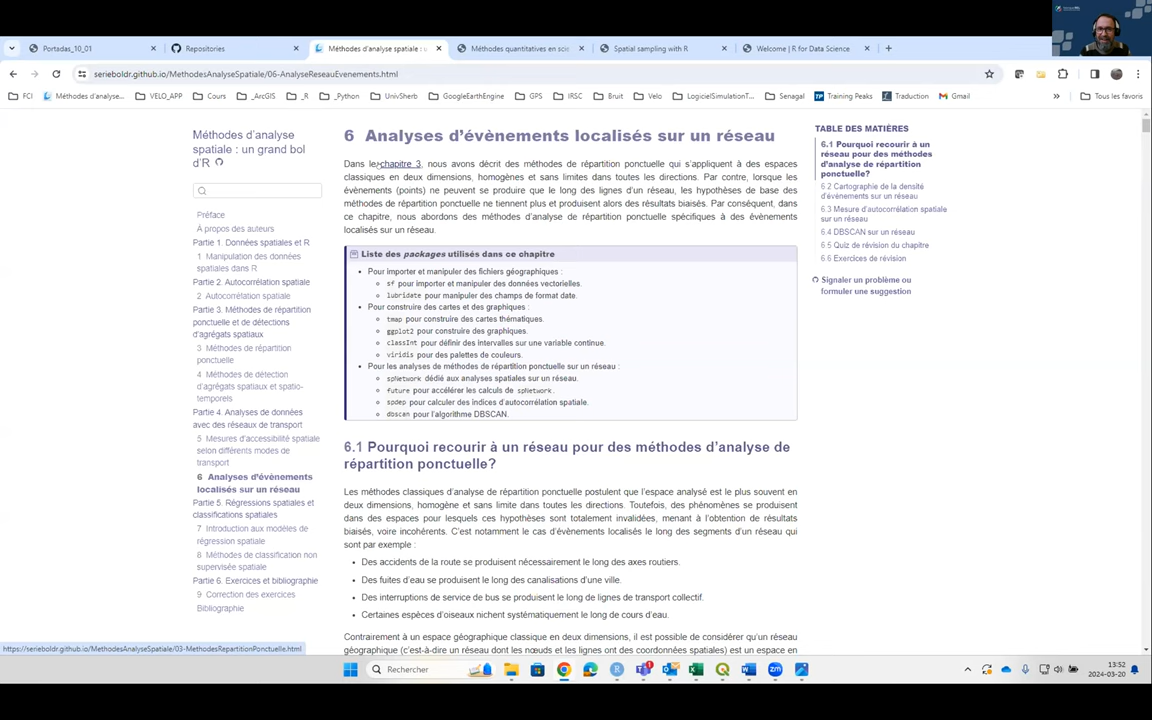 Portadas_10_01
Repositories
Méthodes d'analyse spatiale : u
Méthodes quantitatives en scie
Spatial sampling with R
Welcome | R for Data Science
serieboldr.github.io/MethodesAnalyseSpatiale/06-AnalyseReseauEvenements.html
FCI
Méthodes d'analyse...
VELO_APP
Cours
_ArcGIS
_R
_Python
UnivSherb
GoogleEarthEngine
GPS
IRSC
Bruit
Velo
LogicielSimulationT...
Senagal
Training Peaks
Traduction
Gmail
Tous les favoris
Méthodes d'analyse
spatiale : un grand bol
d'R
Préface
À propos des auteurs
Partie 1. Données spatiales et R
1 Manipulation des données
spatiales dans R
Partie 2. Autocorrélation spatiale
2 Autocorrélation spatiale
Partie 3. Méthodes de répartition
ponctuelle et de détections
d'agrégats spatiaux
3 Méthodes de répartition
ponctuelle
4 Méthodes de détection
d'agrégats spatiaux et spatio-
temporels
Partie 4. Analyses de données
avec des réseaux de transport
5 Mesures d'accessibilité spatiale
selon différents modes de
transport
6 Analyses d'évènements
localisés sur un réseau
Partie 5. Régressions spatiales et
classifications spatiales
7 Introduction aux modèles de
régression spatiale
8 Méthodes de classification non
supervisée spatiale
Partie 6. Exercices et bibliographie
9 Correction des exercices
Bibliographie
6 Analyses d'évènements localisés sur un réseau
Dans le chapitre 3, nous avons décrit des méthodes de répartition ponctuelle qui s'appliquent à des espaces
classiques en deux dimensions, homogènes et sans limites dans toutes les directions. Par contre, lorsque les
évènements (points) ne peuvent se produire que le long des lignes d'un réseau, les hypothèses de base des
méthodes de répartition ponctuelle ne tiennent plus et produisent alors des résultats biaisés. Par conséquent, dans
ce chapitre, nous abordons des méthodes d'analyse de répartition ponctuelle spécifiques à des évènements
localisés sur un réseau.
Liste des packages utilisés dans ce chapitre
• Pour importer et manipuler des fichiers géographiques :
sf pour importer et manipuler des données vectorielles.
lubridate pour manipuler des champs de format date.
• Pour construire des cartes et des graphiques :
tmap pour construire des cartes thématiques.
ggplot2 pour construire des graphiques.
classInt pour définir des intervalles sur une variable continue.
viridis pour des palettes de couleurs.
• Pour les analyses de méthodes de répartition ponctuelle sur un réseau :
spNetwork dédié aux analyses spatiales sur un réseau.
future pour accélérer les calculs de spNetwork.
spdep pour calculer des indices d'autocorrélation spatiale.
dbscan pour l'algorithme DBSCAN.
6.1 Pourquoi recourir à un réseau pour des méthodes d'analyse de
répartition ponctuelle?
Les méthodes classiques d'analyse de répartition ponctuelle postulent que l'espace analysé est le plus souvent en
deux dimensions, homogène et sans limite dans toutes les directions. Toutefois, des phénomènes se produisent
dans des espaces pour lesquels ces hypothèses sont totalement invalidées, menant à l'obtention de résultats
biaisés, voire incohérents. C'est notamment le cas d'évènements localisés le long des segments d'un réseau qui
sont par exemple :
• Des accidents de la route se produisent nécessairement le long des axes routiers.
• Des fuites d'eau se produisent le long des canalisations d'une ville.
• Des interruptions de service de bus se produisent le long de lignes de transport collectif.
• Certaines espèces d'oiseaux nichent systématiquement le long de cours d'eau.
Contrairement à un espace géographique classique en deux dimensions, il est possible de considérer qu'un réseau
géographique (c'est-à-dire un réseau dont les nœuds et les lignes ont des coordonnées spatiales) est un espace en
TABLE DES MATIÈRES
6.1 Pourquoi recourir à un
réseau pour des méthodes
d'analyse de répartition
ponctuelle?
6.2 Cartographie de la densité
d'évènements sur un réseau
6.3 Mesure d'autocorrélation spatiale
sur un réseau
6.4 DBSCAN sur un réseau
6.5 Quiz de révision du chapitre
6.6 Exercices de révision
Signaler un problème ou
formuler une suggestion
https://serieboldr.github.io/MethodesAnalyseSpatiale/03-MethodesRepartitionPonctuelle.html
Rechercher
13:52
2024-03-20